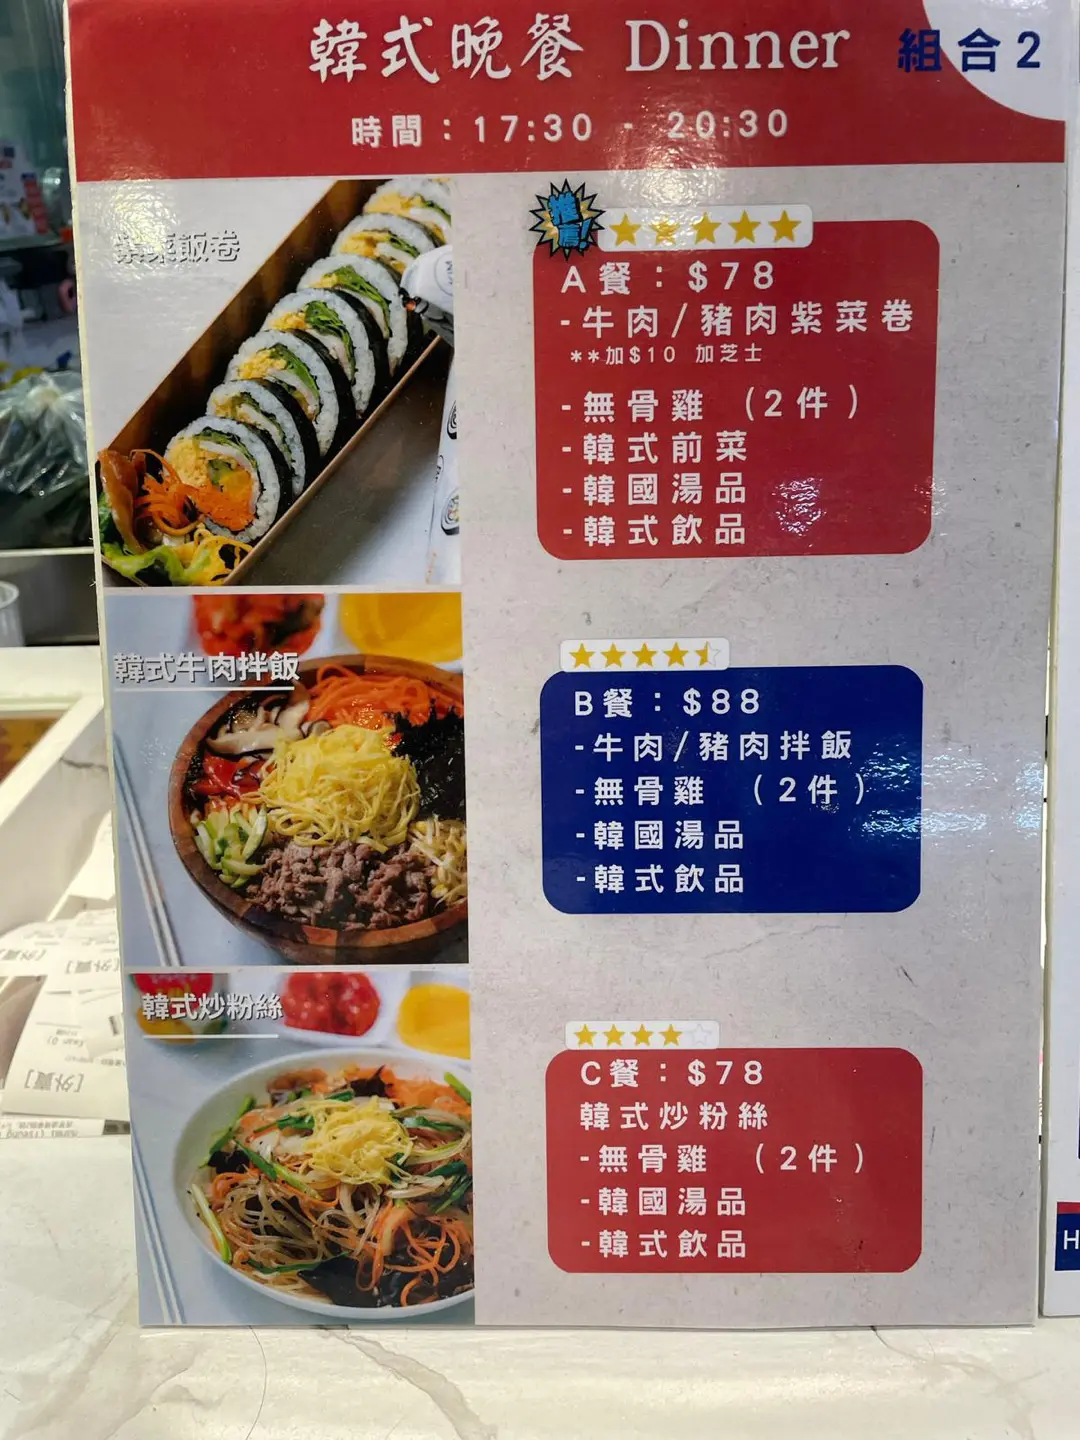 韓式晚餐 Dinner
組合2
時間：17:30 - 20:30
紫菜飯卷
推薦!
A餐：$78
-牛肉/豬肉紫菜卷
**加$10 加芝士
-無骨雞（2件）
-韓式前菜
-韓國湯品
-韓式飲品
韓式牛肉拌飯
B餐：$88
-牛肉/豬肉拌飯
-無骨雞（2件）
-韓國湯品
-韓式飲品
韓式炒粉絲
C餐：$78
韓式炒粉絲
-無骨雞（2件）
-韓國湯品
-韓式飲品
[外賣]
H